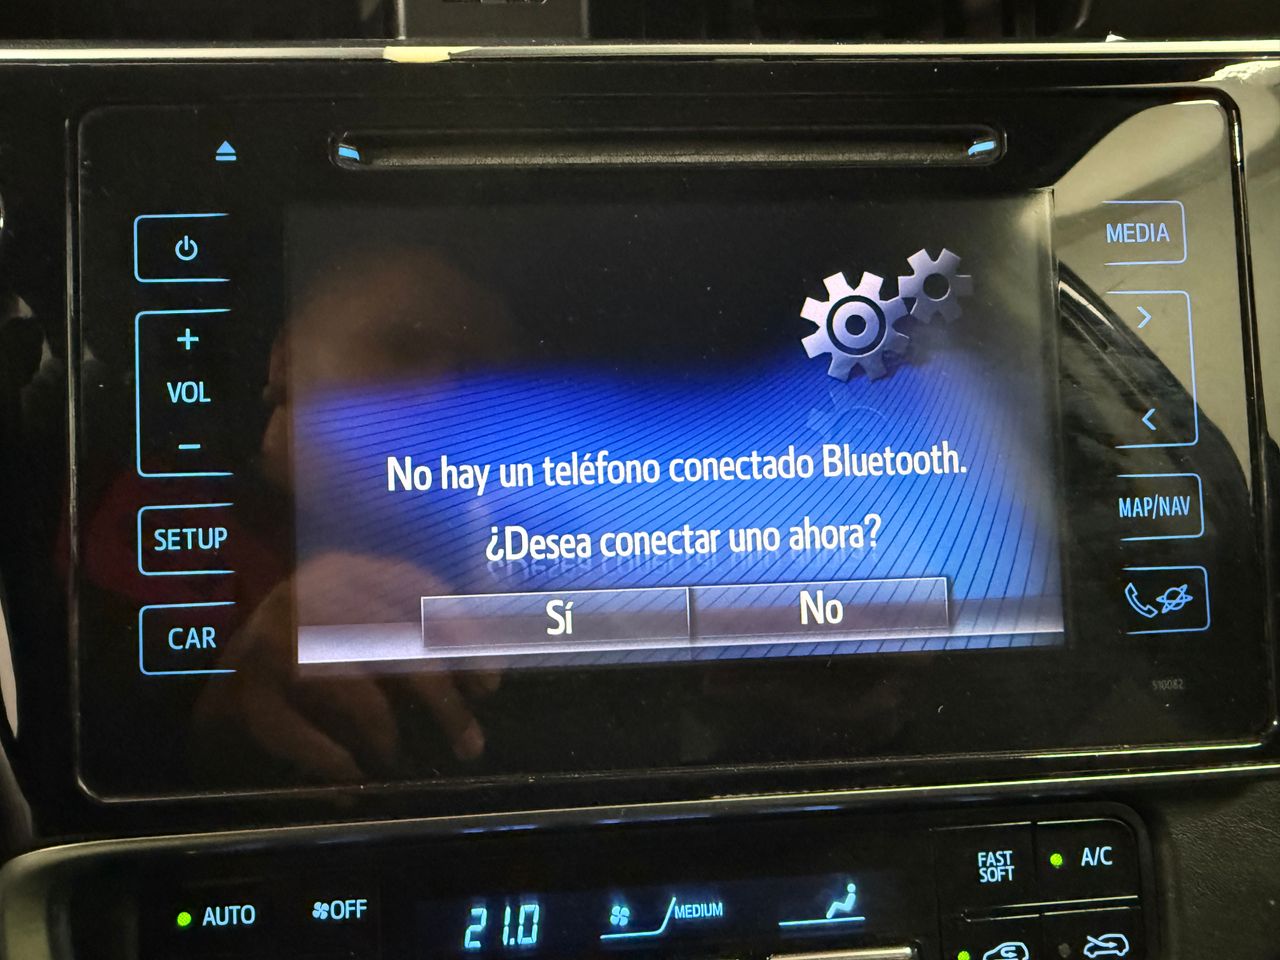 MEDIA
+
VOL
−
SETUP
CAR
>
<
MAP/NAV
No hay un teléfono conectado Bluetooth.
¿Desea conectar uno ahora?
Sí
No
510082
AUTO
OFF
21.0
MEDIUM
FAST
SOFT
A/C